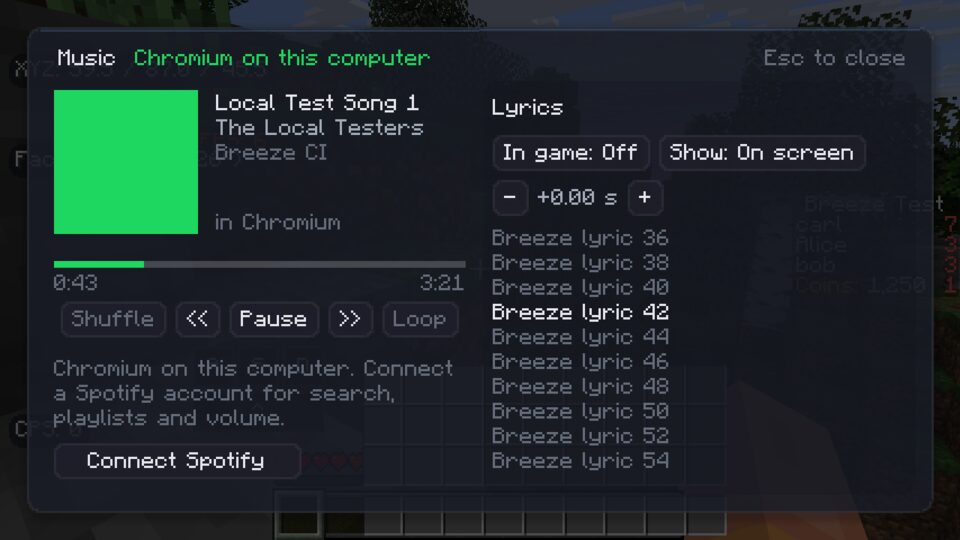 Music Chromium on this computer
Esc to close
Local Test Song 1
The Local Testers
Breeze CI
in Chromium
0:43
3:21
Shuffle
<<
Pause
>>
Loop
Chromium on this computer. Connect
a Spotify account for search,
playlists and volume.
Connect Spotify
Lyrics
In game: Off
Show: On screen
-
+0.00 s
+
Breeze lyric 36
Breeze lyric 38
Breeze lyric 40
Breeze lyric 42
Breeze lyric 44
Breeze lyric 46
Breeze lyric 48
Breeze lyric 50
Breeze lyric 52
Breeze lyric 54
Breeze Test
carl 7
Alice 3
bob 3
Coins: 1,250 1